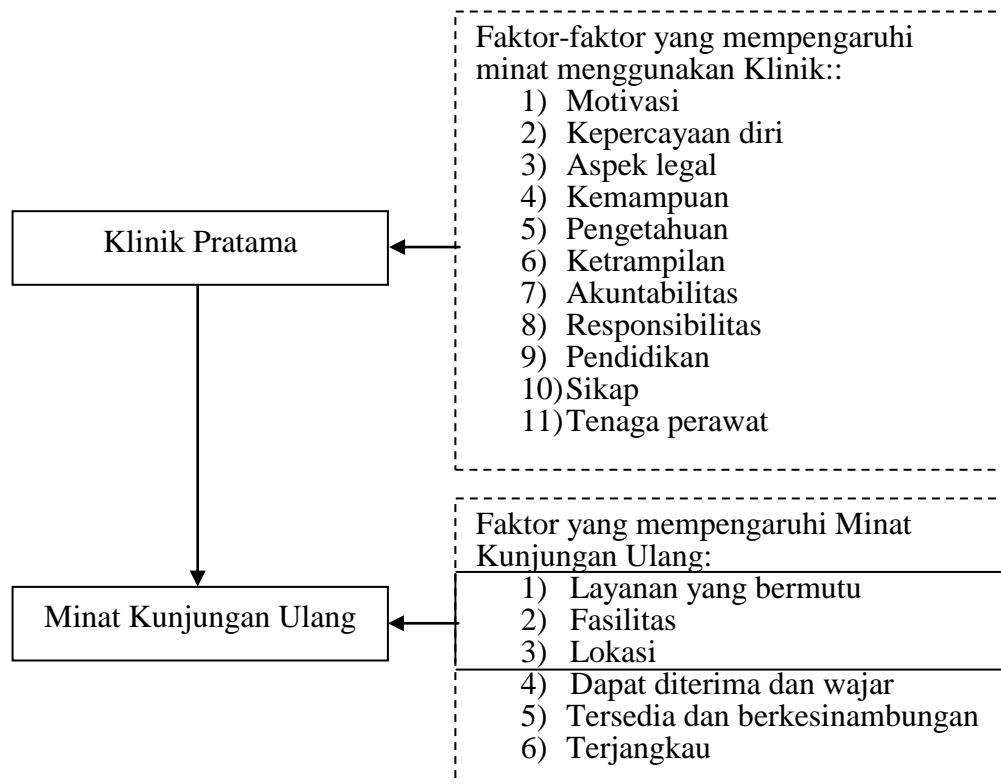 Faktor-faktor yang mempengaruhi
minat menggunakan Klinik::
1) Motivasi
2) Kepercayaan diri
3) Aspek legal
4) Kemampuan
5) Pengetahuan
6) Ketrampilan
7) Akuntabilitas
8) Responsibilitas
9) Pendidikan
10) Sikap
11) Tenaga perawat
Klinik Pratama
Faktor yang mempengaruhi Minat
Kunjungan Ulang:
1) Layanan yang bermutu
2) Fasilitas
3) Lokasi
4) Dapat diterima dan wajar
5) Tersedia dan berkesinambungan
6) Terjangkau
Minat Kunjungan Ulang